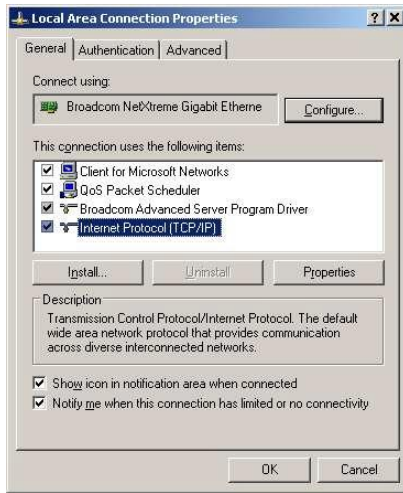 Local Area Connection Properties
General Authentication Advanced
Connect using:
Broadcom NetXtreme Gigabit Etherne Configure...
This connection uses the following items:
Client for Microsoft Networks
QoS Packet Scheduler
Broadcom Advanced Server Program Driver
Internet Protocol (TCP/IP)
Install... Uninstall Properties
Description
Transmission Control Protocol/Internet Protocol. The default
wide area network protocol that provides communication
across diverse interconnected networks.
Show icon in notification area when connected
Notify me when this connection has limited or no connectivity
OK Cancel